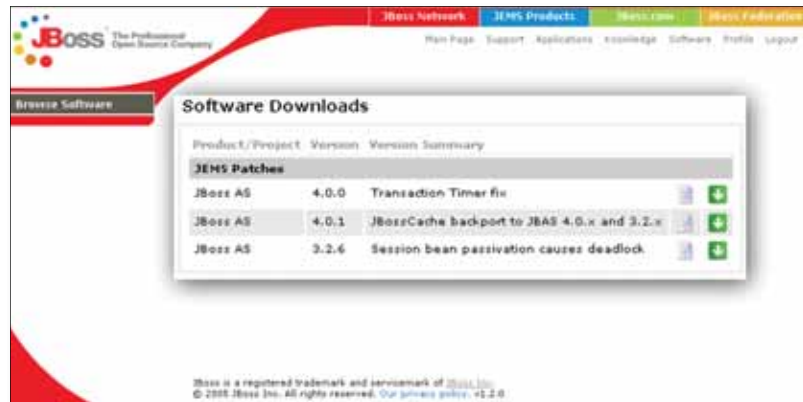 JBoss Network JEMS Products JBoss.com JBoss Federation
JBoss The Professional
Open Source Company
Main Page Support Applications Knowledge Software Profile Logout
Browse Software
Software Downloads
Product/Project Version Version Summary
JEMS Patches
JBoss AS 4.0.0 Transaction Timer fix
JBoss AS 4.0.1 JBossCache backport to JBAS 4.0.x and 3.2.x
JBoss AS 3.2.6 Session bean passivation causes deadlock
JBoss is a registered trademark and servicemark of JBoss Inc.
© 2005 JBoss Inc. All rights reserved. Our privacy policy. v1.2.0